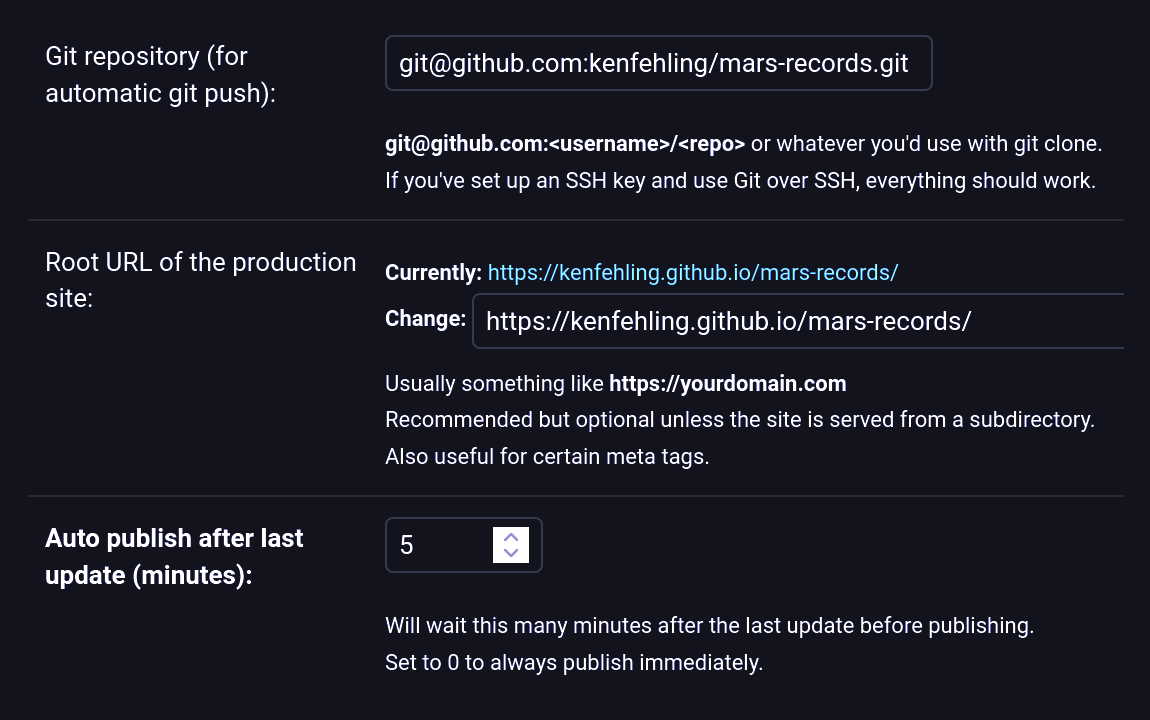 Git repository (for
automatic git push):
git@github.com:kenfehling/mars-records.git
git@github.com:<username>/<repo> or whatever you'd use with git clone.
If you've set up an SSH key and use Git over SSH, everything should work.
Root URL of the production
site:
Currently: https://kenfehling.github.io/mars-records/
Change: https://kenfehling.github.io/mars-records/
Usually something like https://yourdomain.com
Recommended but optional unless the site is served from a subdirectory.
Also useful for certain meta tags.
Auto publish after last
update (minutes):
5
Will wait this many minutes after the last update before publishing.
Set to 0 to always publish immediately.